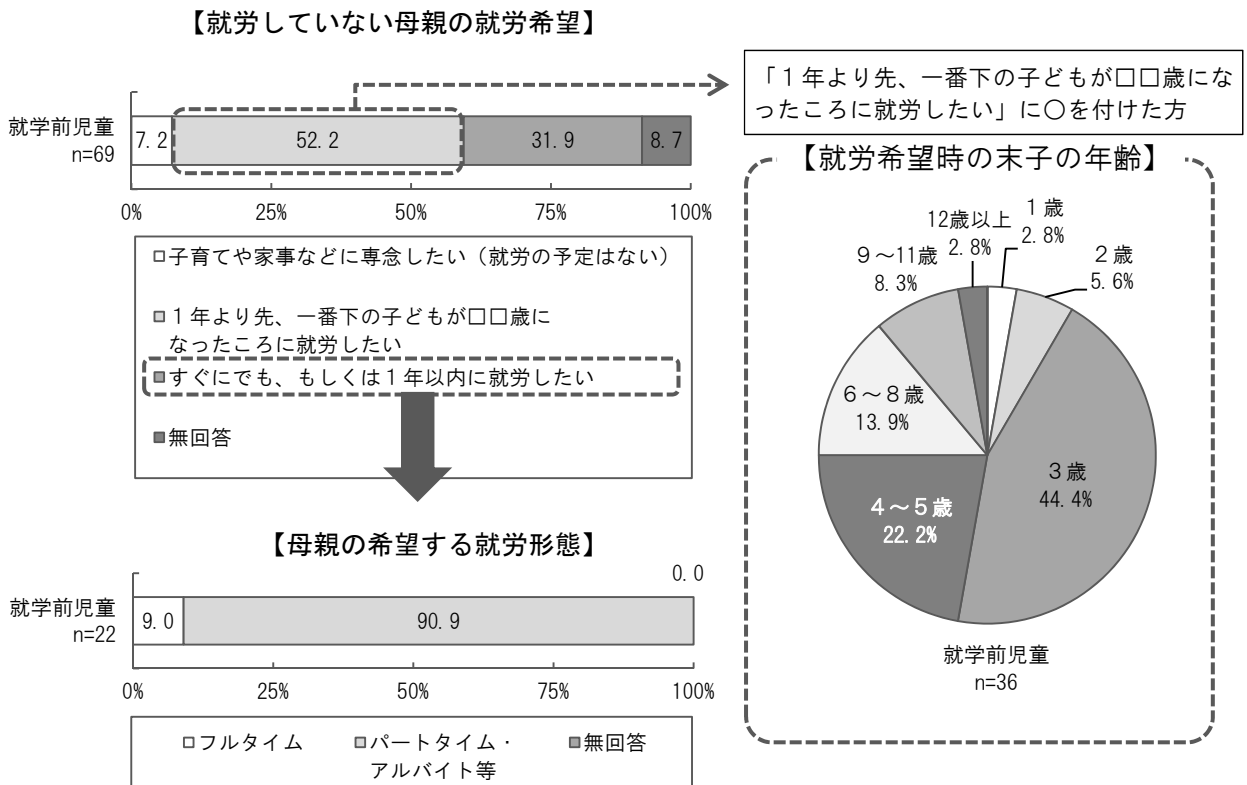 【就労していない母親の就労希望】
就学前児童
n=69
7.2
52.2
31.9
8.7
0%
25%
50%
75%
100%
□子育てや家事などに専念したい（就労の予定はない）
１年より先、一番下の子どもが□□歳に
なったころに就労したい
すぐにでも、もしくは１年以内に就労したい
無回答
「１年より先、一番下の子どもが□□歳にな
ったころに就労したい」に○を付けた方
【就労希望時の末子の年齢】
１歳
2.8%
２歳
5.6%
３歳
44.4%
４～５歳
22.2%
６～８歳
13.9%
９～11歳
8.3%
12歳以上
2.8%
就学前児童
n=36
【母親の希望する就労形態】
就学前児童
n=22
9.0
90.9
0.0
0%
25%
50%
75%
100%
□フルタイム
パートタイム・
アルバイト等
無回答